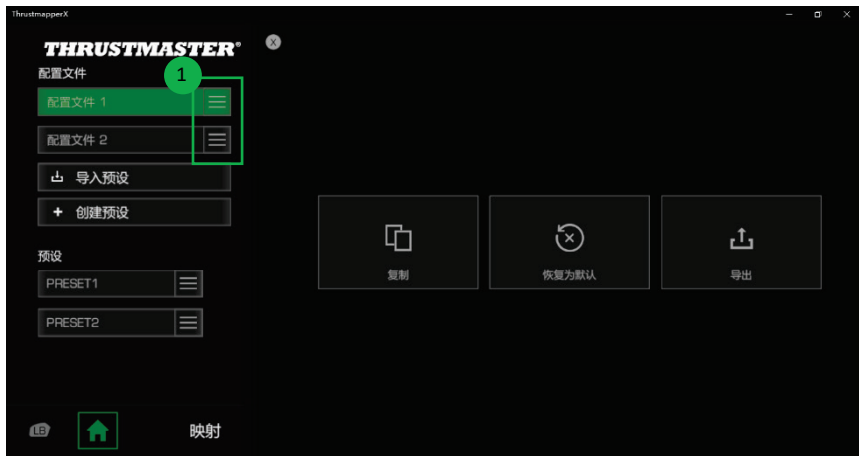 ThrustmapperX
THRUSTMASTER®
X
配置文件
1
配置文件 1
配置文件 2
导入预设
创建预设
复制
恢复为默认
导出
预设
PRESET1
PRESET2
LB
映射